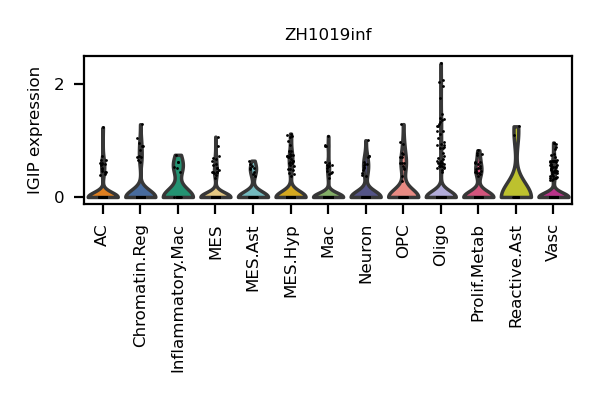 ZH1019inf
IGIP expression
2
0
AC
Chromatin.Reg
Inflammatory.Mac
MES
MES.Ast
MES.Hyp
Mac
Neuron
OPC
Oligo
Prolif.Metab
Reactive.Ast
Vasc